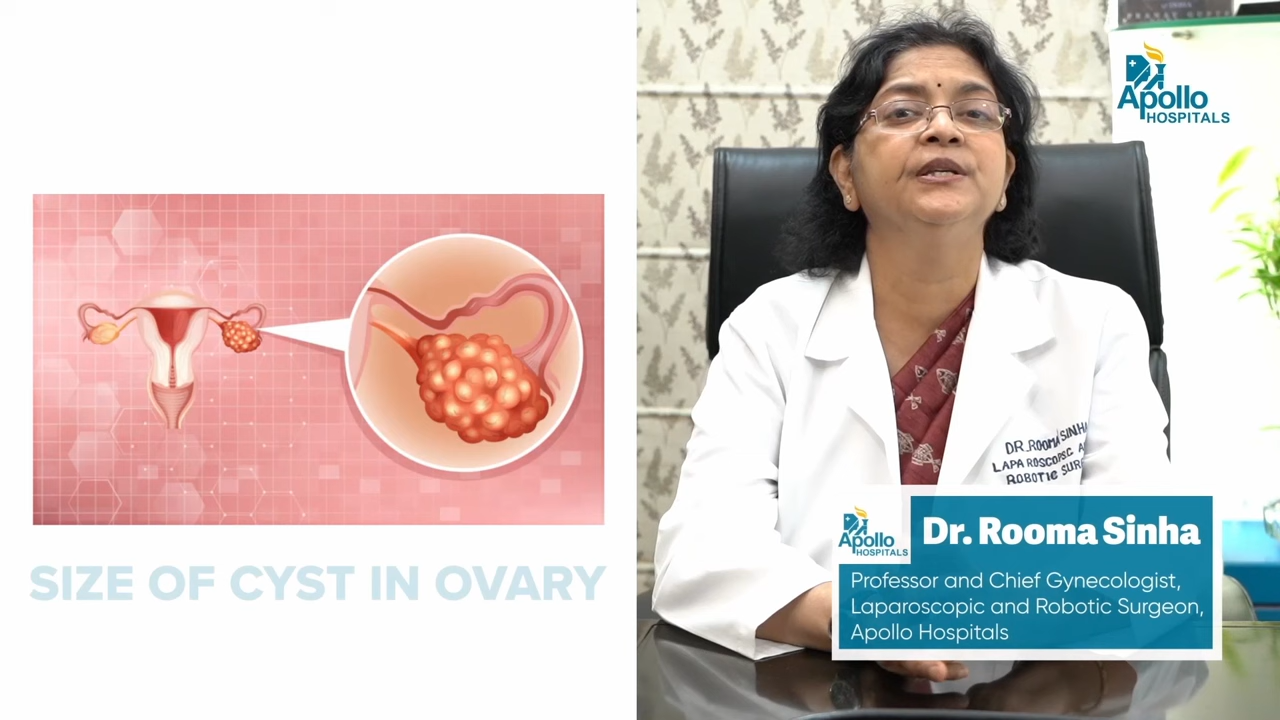 SIZE OF CYST IN OVARY
Apollo
HOSPITALS
DR. ROOMA SINHA
LAPAROSCOPIC A
ROBOTIC SUR
Apollo
HOSPITALS
Dr. Rooma Sinha
Professor and Chief Gynecologist,
Laparoscopic and Robotic Surgeon,
Apollo Hospitals